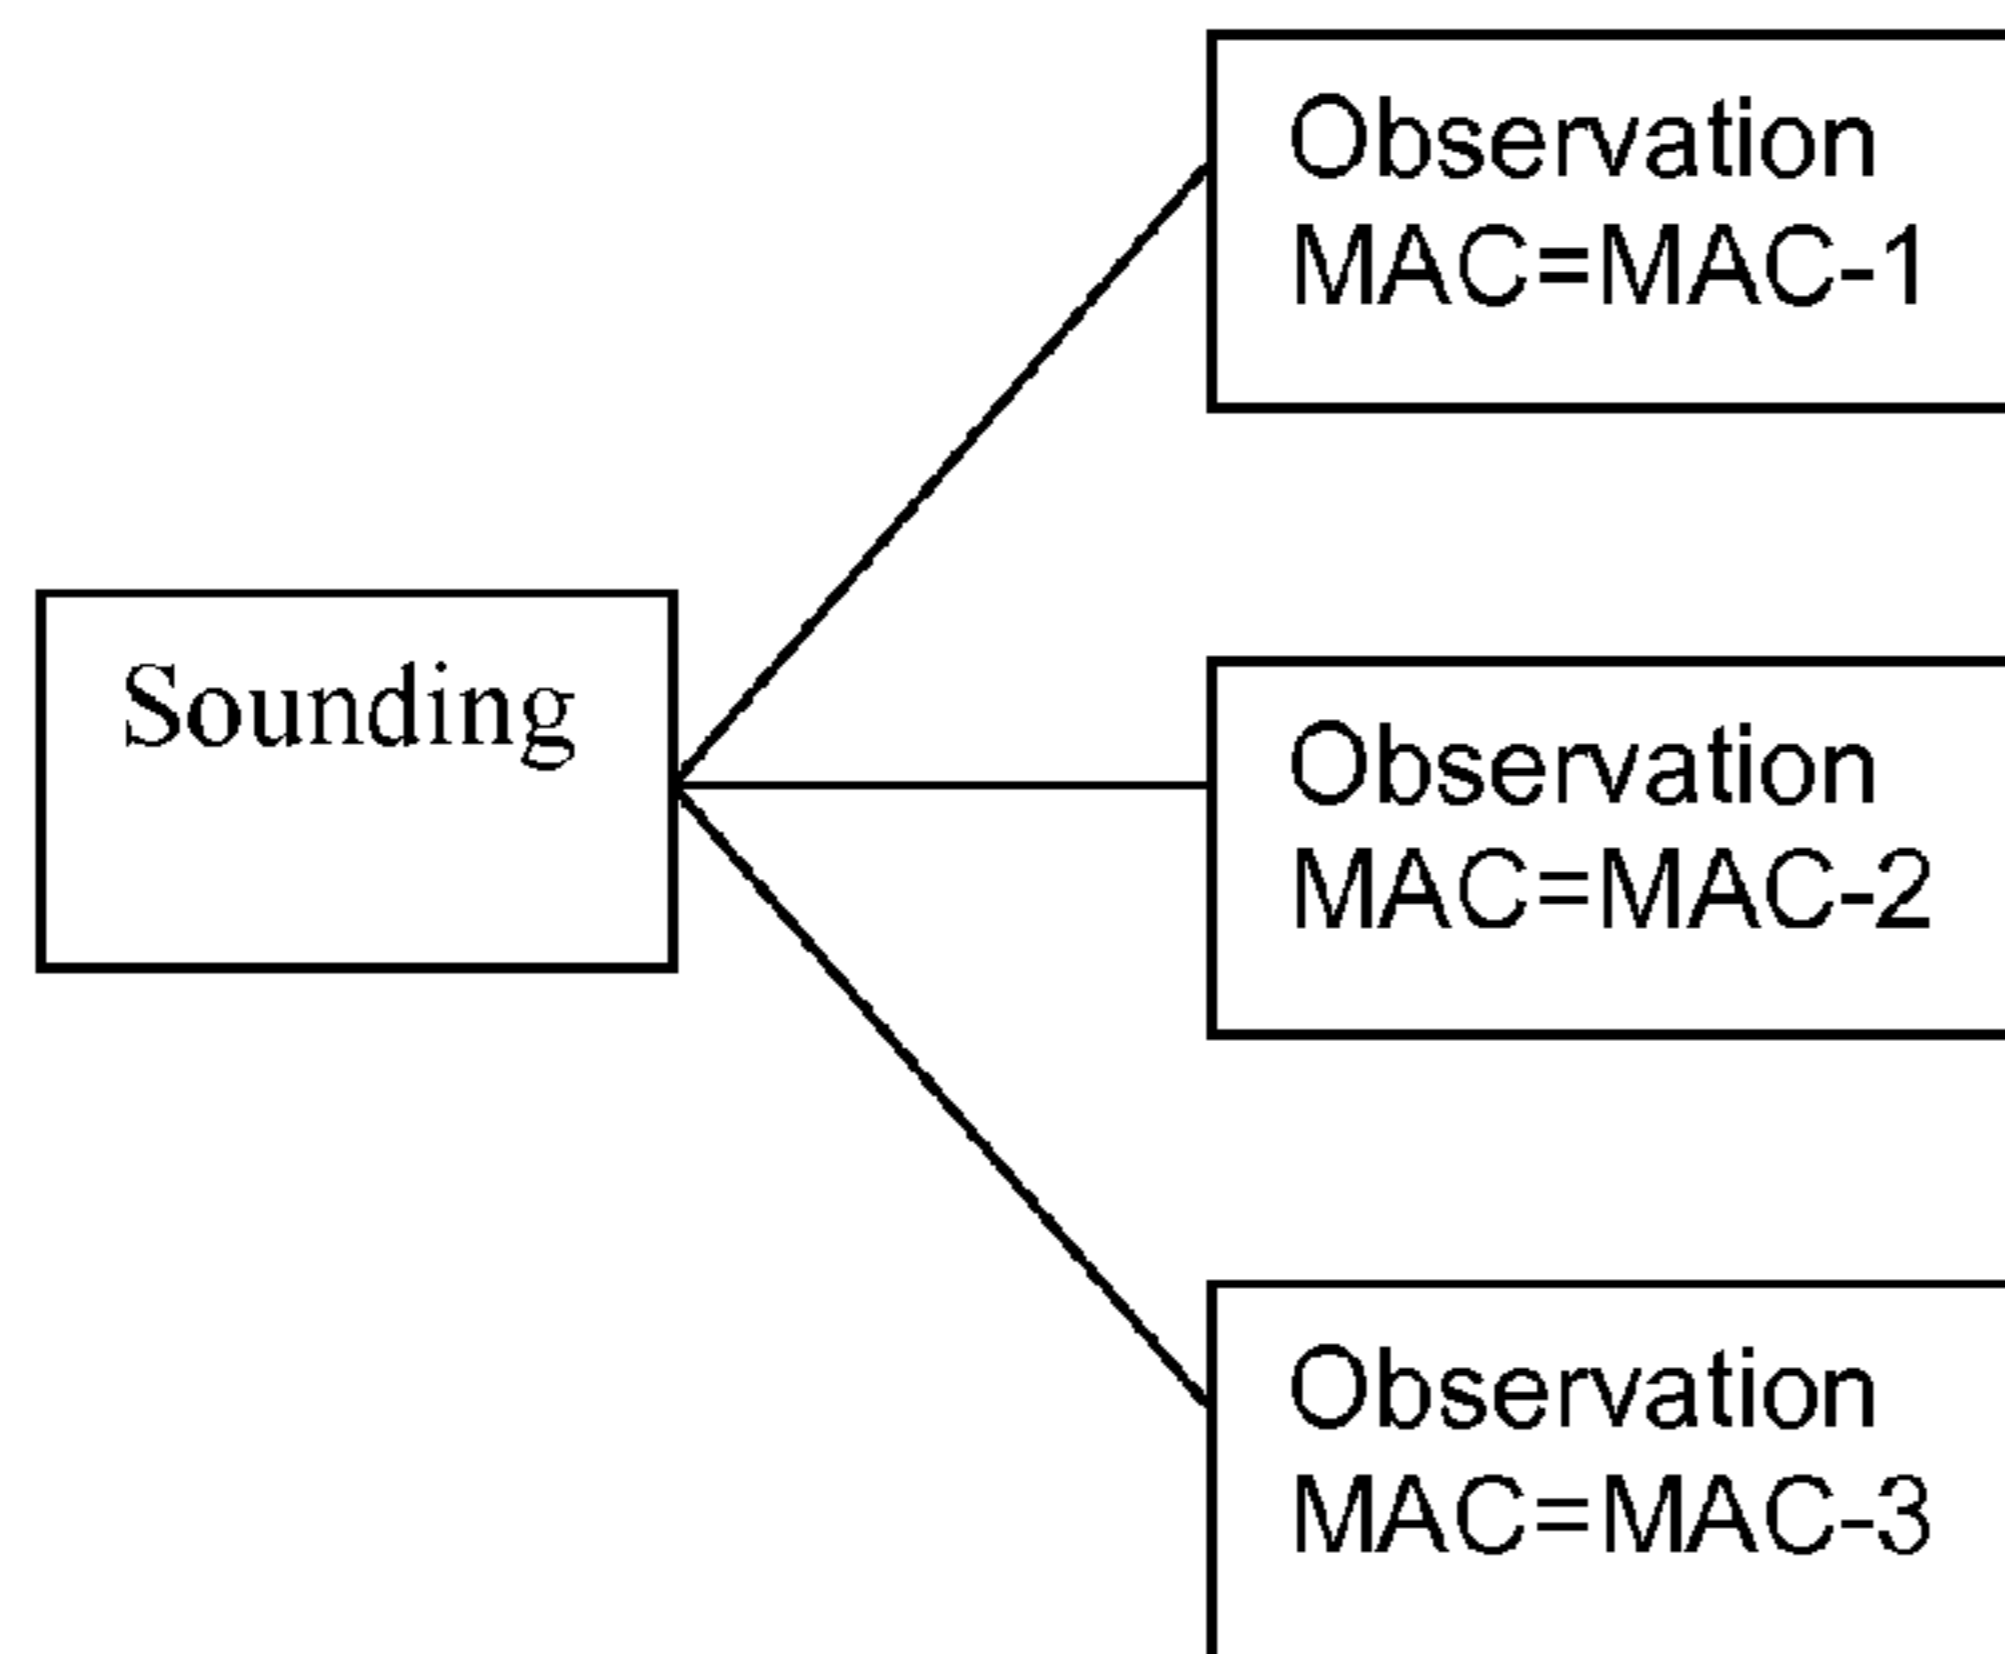 Observation
MAC=MAC-1
Sounding
Observation
MAC=MAC-2
Observation
MAC=MAC-3